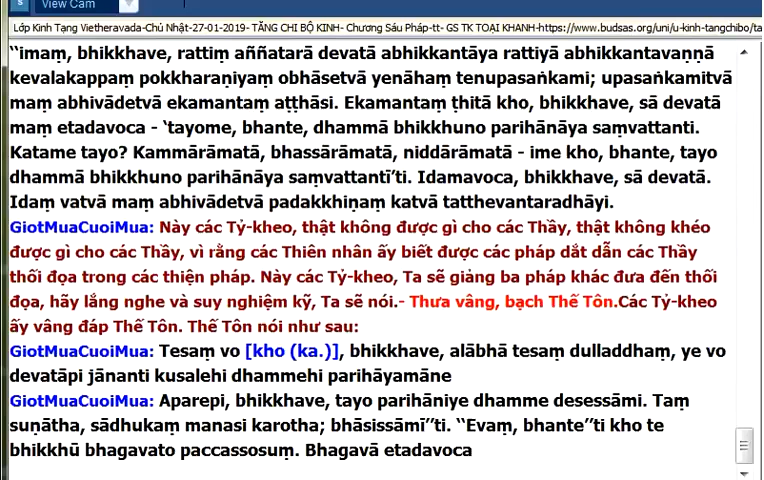 View Cam
Lớp Kinh Tạng Vietheravada-Chủ Nhật-27-01-2019- TĂNG CHI BỘ KINH- Chương Sáu Pháp-tt- GS TK TOẠI KHANH-https://www.budsas.org/uni/u-kinh-tangchibo/ta
“imaṃ, bhikkhave, rattiṃ aññatarā devatā abhikkantāya rattiyā abhikkantavaṇṇā
kevalakappaṃ pokkharaṇiyaṃ obhāsetvā yenāhaṃ tenupasaṅkami; upasaṅkamitvā
maṃ abhivādetvā ekamantaṃ aṭṭhāsi. Ekamantaṃ ṭhitā kho, bhikkhave, sā devatā
maṃ etadavoca - ‘tayome, bhante, dhammā bhikkhuno parihānāya saṃvattanti.
Katame tayo? Kammārāmatā, bhassārāmatā, niddārāmatā - ime kho, bhante, tayo
dhammā bhikkhuno parihānāya saṃvattantī’ti. Idamavoca, bhikkhave, sā devatā.
Idaṃ vatvā maṃ abhivādetvā padakkhiṇaṃ katvā tatthevantaradhāyi.
GiotMuaCuoiMua: Này các Tỷ-kheo, thật không được gì cho các Thầy, thật không khéo
được gì cho các Thầy, vì rằng các Thiên nhân ấy biết được các pháp dắt dẫn các Thầy
thối đọa trong các thiện pháp. Này các Tỷ-kheo, Ta sẽ giảng ba pháp khác đưa đến thối
đọa, hãy lắng nghe và suy nghiệm kỹ, Ta sẽ nói.- Thưa vâng, bạch Thế Tôn.Các Tỷ-kheo
ấy vâng đáp Thế Tôn. Thế Tôn nói như sau:
GiotMuaCuoiMua: Tesaṃ vo [kho (ka.)], bhikkhave, alābhā tesaṃ dulladdhaṃ, ye vo
devatāpi jānanti kusalehi dhammehi parihāyamāne
GiotMuaCuoiMua: Aparepi, bhikkhave, tayo parihāniye dhamme desessāmi. Taṃ
suṇātha, sādhukaṃ manasi karotha; bhāsissāmī”ti. “Evaṃ, bhante”ti kho te
bhikkhū bhagavato paccassosuṃ. Bhagavā etadavoca